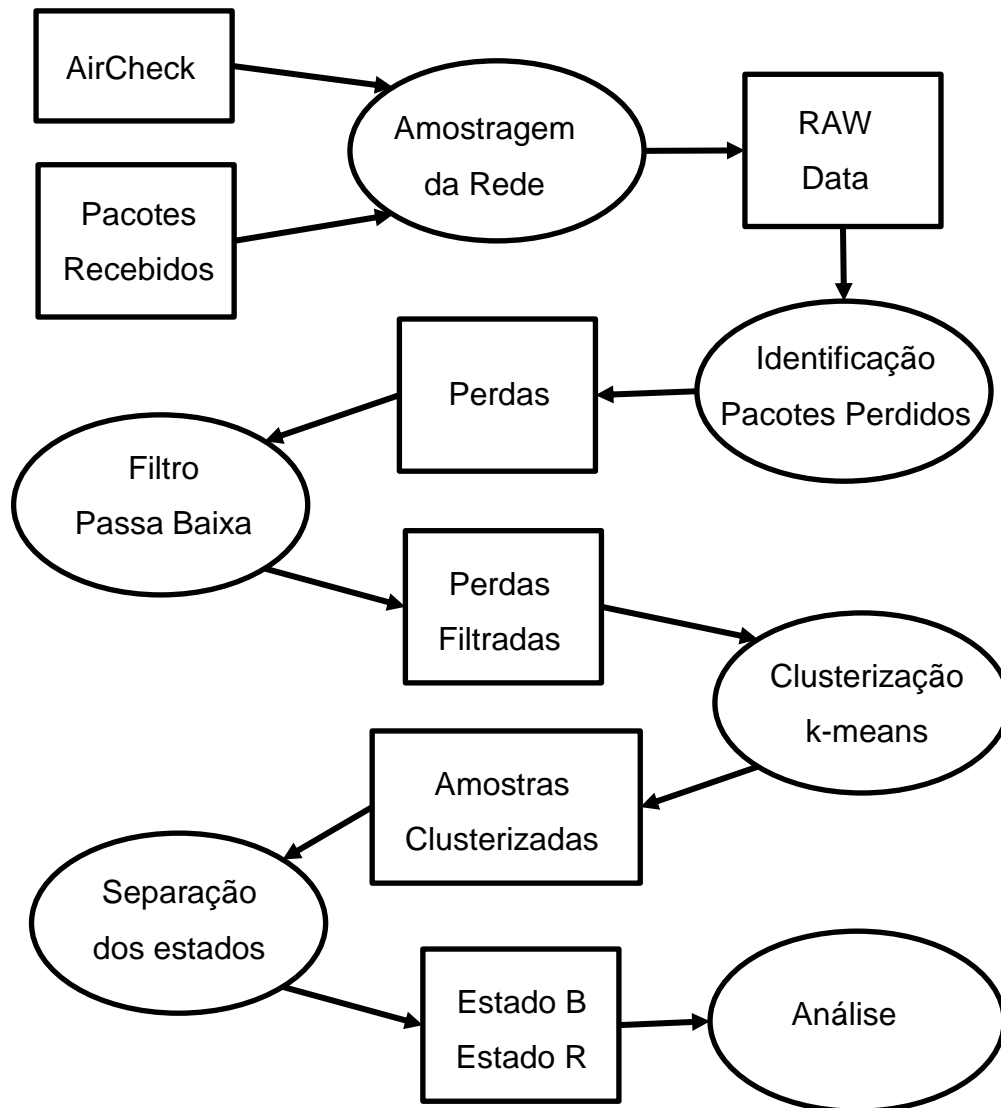 AirCheck
Amostragem
da Rede
RAW
Data
Pacotes
Recebidos
Identificação
Pacotes Perdidos
Perdas
Filtro
Passa Baixa
Perdas
Filtradas
Clusterização
k-means
Amostras
Clusterizadas
Separação
dos estados
Estado B
Estado R
Análise